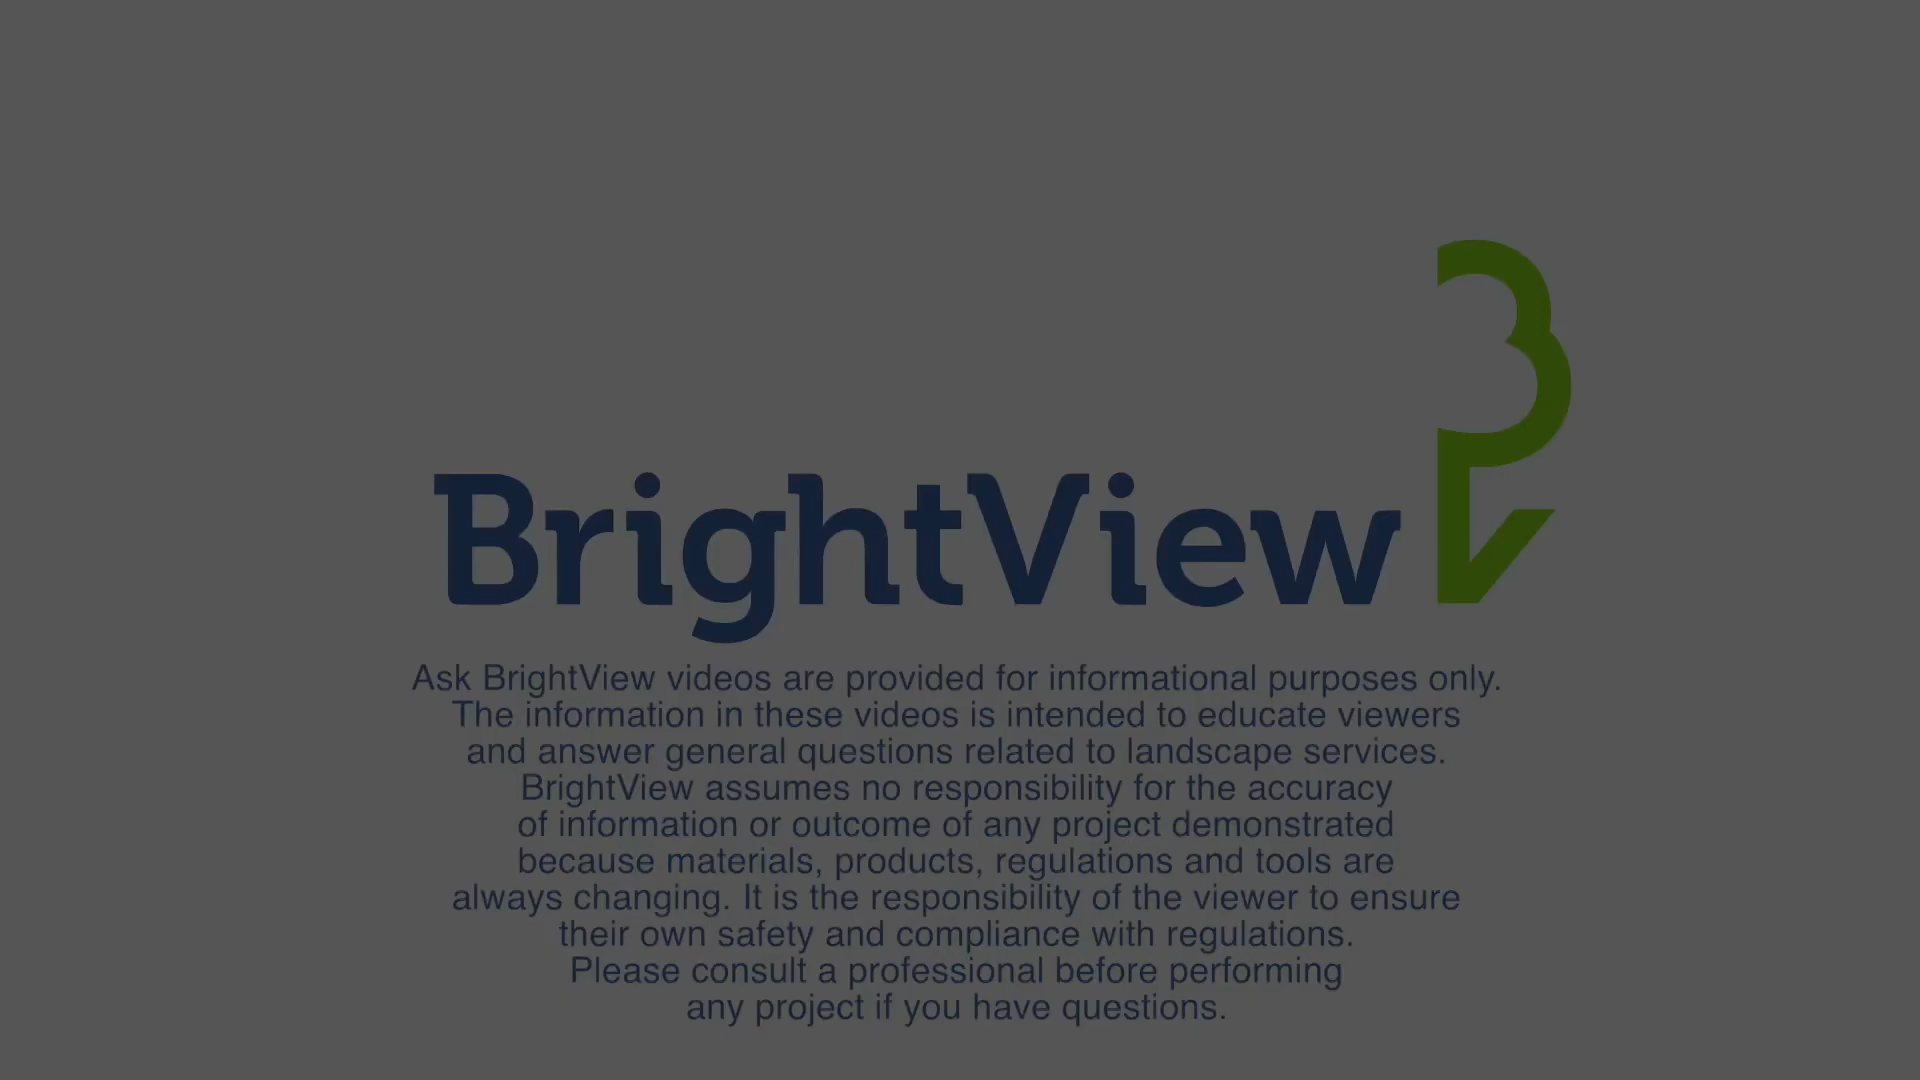 BrightView
Ask BrightView videos are provided for informational purposes only.
The information in these videos is intended to educate viewers
and answer general questions related to landscape services.
BrightView assumes no responsibility for the accuracy
of information or outcome of any project demonstrated
because materials, products, regulations and tools are
always changing. It is the responsibility of the viewer to ensure
their own safety and compliance with regulations.
Please consult a professional before performing
any project if you have questions.